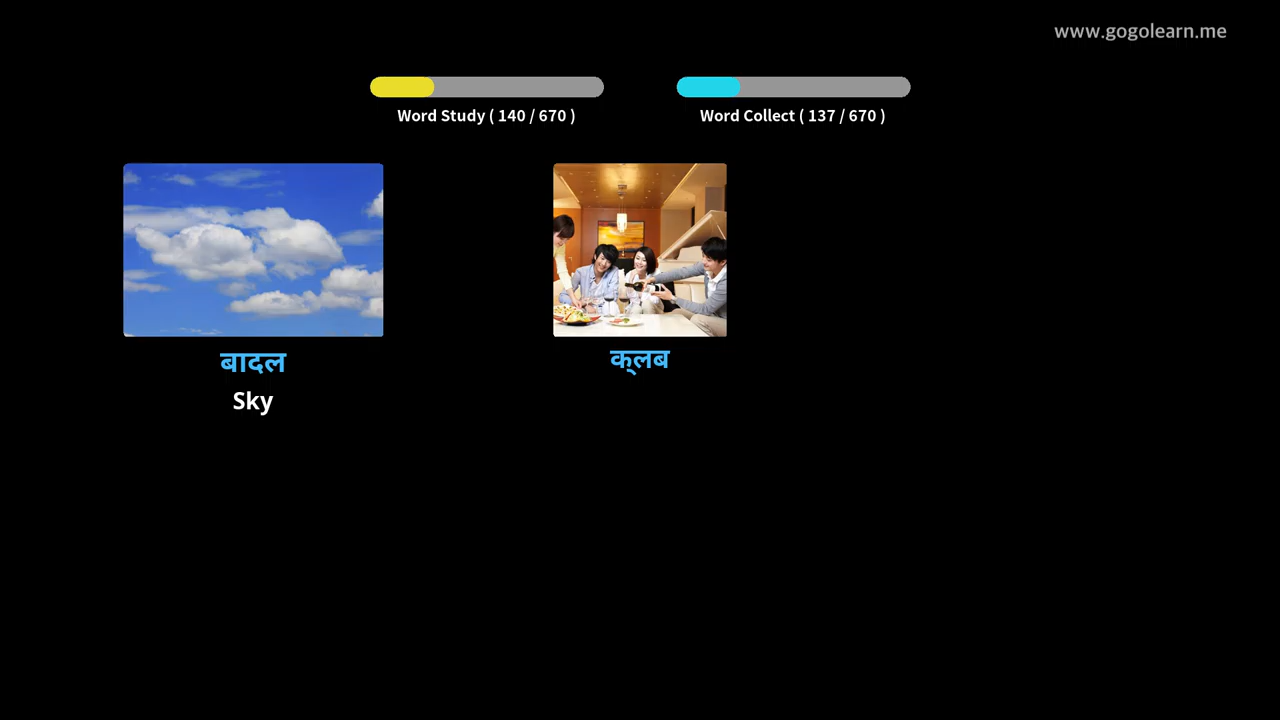 www.gogolearn.me
Word Study ( 140 / 670 )
Word Collect ( 137 / 670 )
बादल
Sky
क्लब